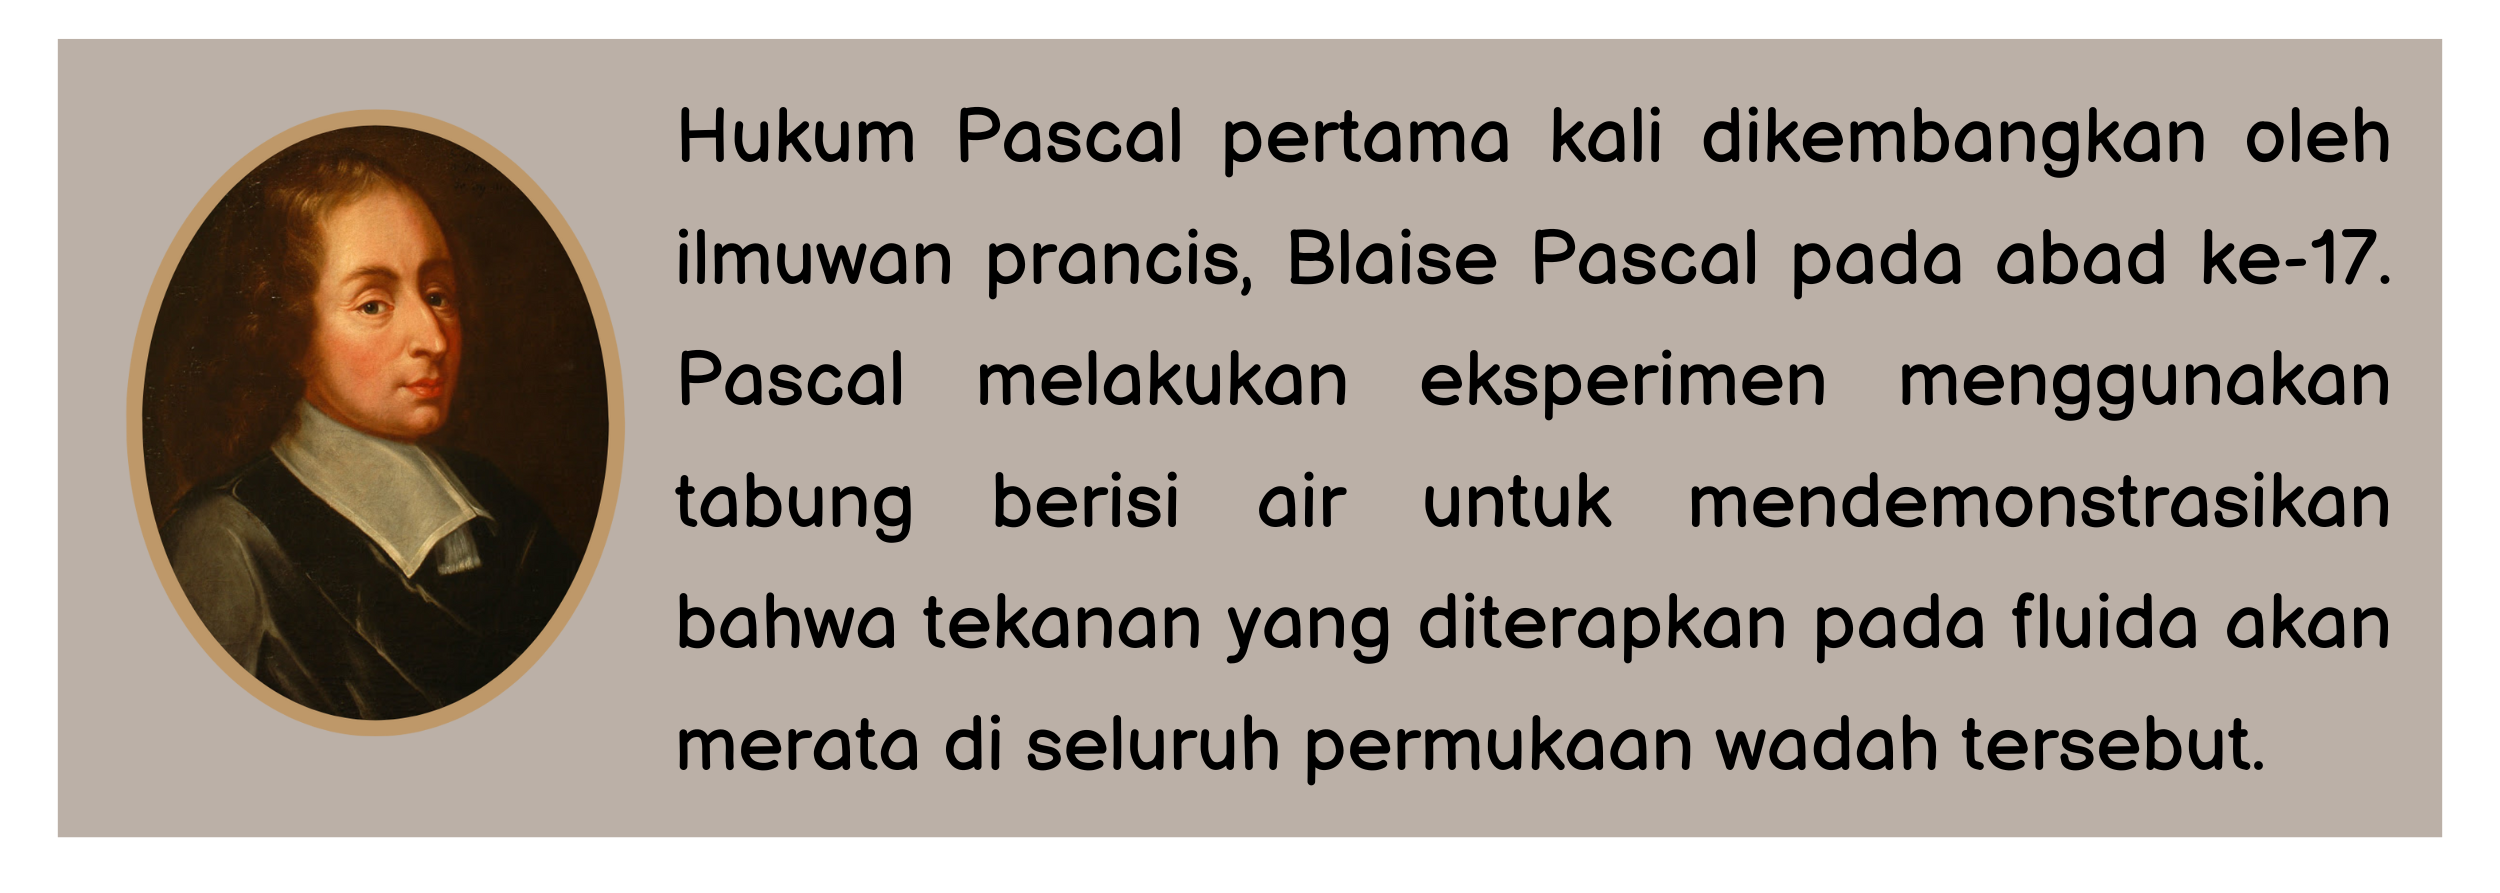 Hukum Pascal pertama kali dikembangkan oleh
ilmuwan prancis, Blaise Pascal pada abad ke-17.
Pascal melakukan eksperimen menggunakan
tabung berisi air untuk mendemonstrasikan
bahwa tekanan yang diterapkan pada fluida akan
merata di seluruh permukaan wadah tersebut.